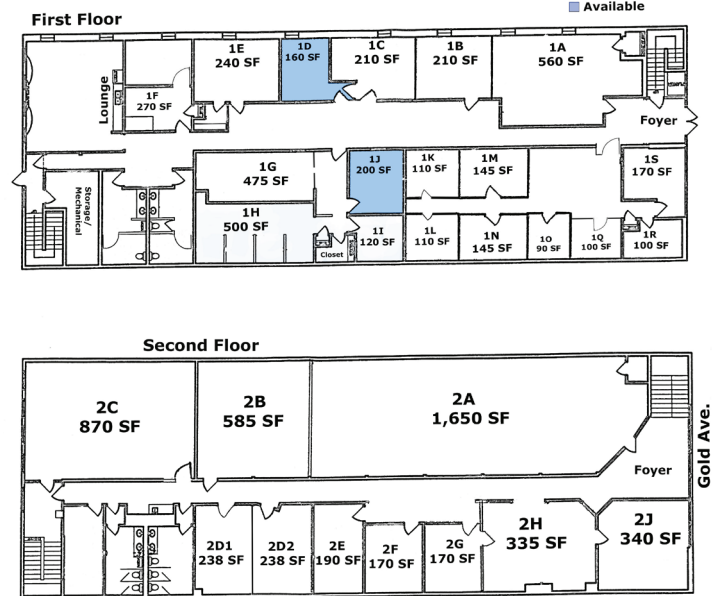 Available
First Floor
1E
240 SF
1D
160 SF
1C
210 SF
1B
210 SF
1A
560 SF
Lounge
1F
270 SF
Foyer
1G
475 SF
1J
200 SF
1K
110 SF
1M
145 SF
1S
170 SF
Storage/
Mechanical
1H
500 SF
Closet
1I
120 SF
1L
110 SF
1N
145 SF
1O
90 SF
1Q
100 SF
1R
100 SF
Second Floor
2C
870 SF
2B
585 SF
2A
1,650 SF
Foyer
Gold Ave.
2D1
238 SF
2D2
238 SF
2E
190 SF
2F
170 SF
2G
170 SF
2H
335 SF
2J
340 SF